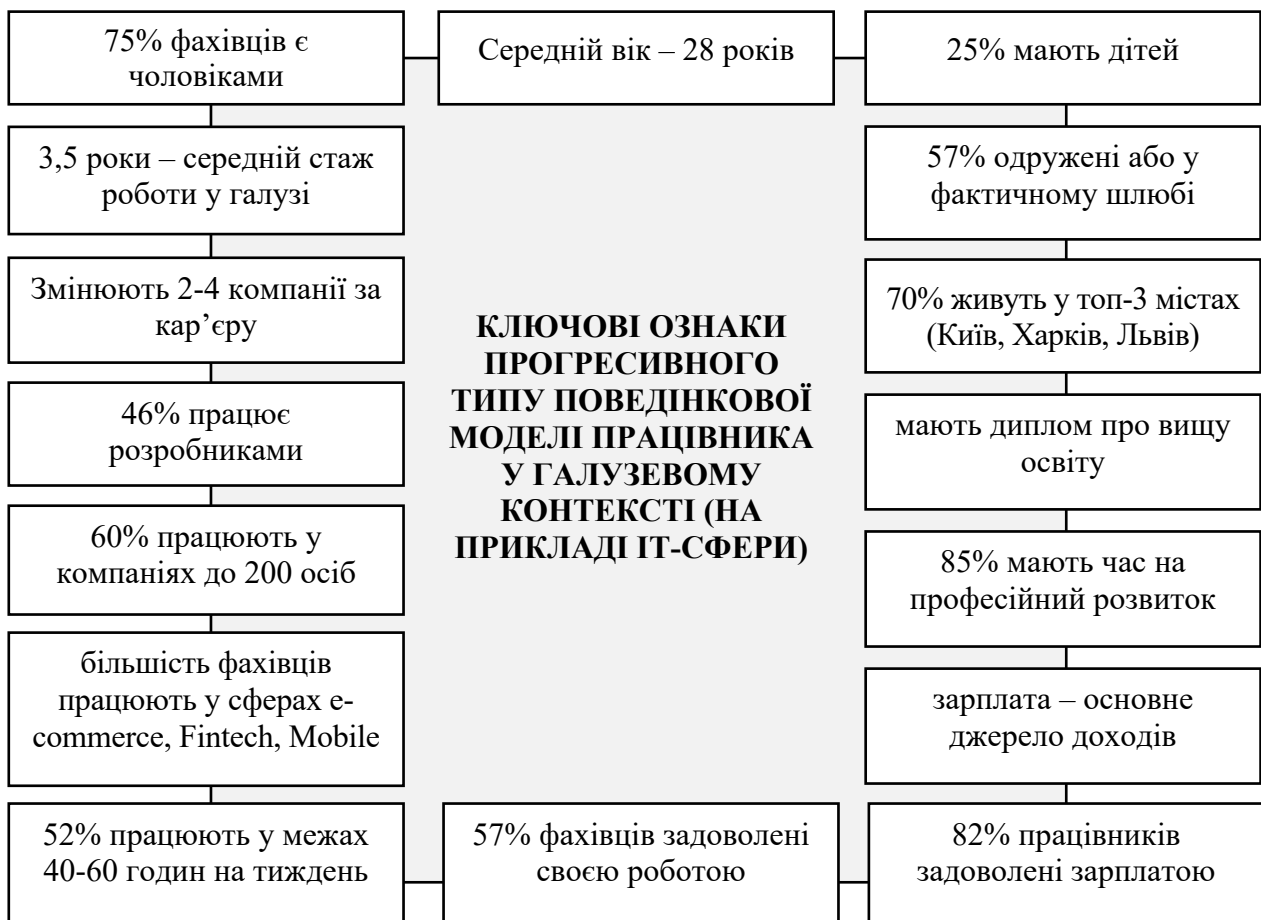 75% фахівців є
чоловіками
Середній вік – 28 років
25% мають дітей
3,5 роки – середній стаж
роботи у галузі
57% одружені або у
фактичному шлюбі
Змінюють 2-4 компанії за
кар’єру
70% живуть у топ-3 містах
(Київ, Харків, Львів)
КЛЮЧОВІ ОЗНАКИ
ПРОГРЕСИВНОГО
ТИПУ ПОВЕДІНКОВОЇ
МОДЕЛІ ПРАЦІВНИКА
У ГАЛУЗЕВОМУ
КОНТЕКСТІ (НА
ПРИКЛАДІ ІТ-СФЕРИ)
46% працює
розробниками
мають диплом про вищу
освіту
60% працюють у
компаніях до 200 осіб
85% мають час на
професійний розвиток
більшість фахівців
працюють у сферах e-
commerce, Fintech, Mobile
зарплата – основне
джерело доходів
52% працюють у межах
40-60 годин на тиждень
57% фахівців задоволені
своєю роботою
82% працівників
задоволені зарплатою